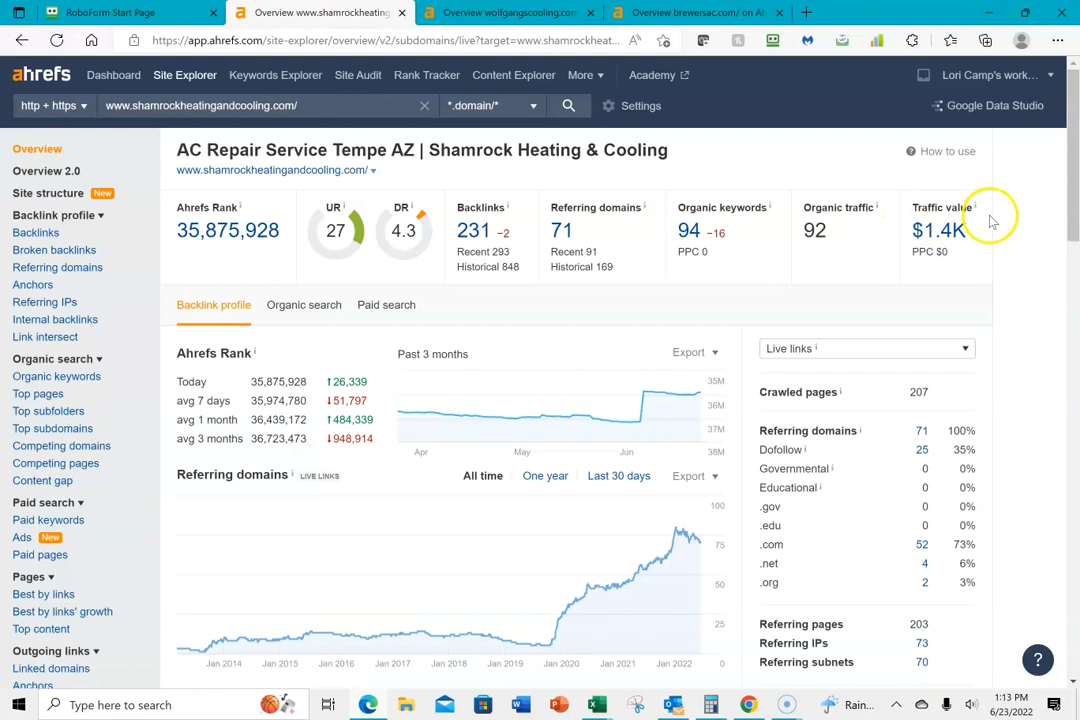 RoboForm Start Page
Overview www.shamrockheating
Overview wolfgangscooling.com
Overview brewersac.com/ on Ah
https://app.ahrefs.com/site-explorer/overview/v2/subdomains/live?target=www.shamrockheat...
ahrefs
Dashboard
Site Explorer
Keywords Explorer
Site Audit
Rank Tracker
Content Explorer
More
Academy
Lori Camp's work...
http + https
www.shamrockheatingandcooling.com/
*.domain/*
Settings
Google Data Studio
Overview
Overview 2.0
Site structure New
Backlink profile
Backlinks
Broken backlinks
Referring domains
Anchors
Referring IPs
Internal backlinks
Link intersect
Organic search
Organic keywords
Top pages
Top subfolders
Top subdomains
Competing domains
Competing pages
Content gap
Paid search
Paid keywords
Ads New
Paid pages
Pages
Best by links
Best by links' growth
Top content
Outgoing links
Linked domains
Anchors
AC Repair Service Tempe AZ | Shamrock Heating & Cooling
How to use
www.shamrockheatingandcooling.com/
Ahrefs Rank
35,875,928
UR
27
DR
4.3
Backlinks
231 -2
Recent 293
Historical 848
Referring domains
71
Recent 91
Historical 169
Organic keywords
94 -16
PPC 0
Organic traffic
92
Traffic value
$1.4K
PPC $0
Backlink profile
Organic search
Paid search
Ahrefs Rank
Past 3 months
Export
Today 35,875,928 ↑26,339
avg 7 days 35,974,780 ↓51,797
avg 1 month 36,439,172 ↑484,339
avg 3 months 36,723,473 ↓948,914
35M
36M
37M
38M
Apr May Jun
Referring domains LIVE LINKS
All time
One year
Last 30 days
Export
100
75
50
25
0
Jan 2014 Jan 2015 Jan 2016 Jan 2017 Jan 2018 Jan 2019 Jan 2020 Jan 2021 Jan 2022
Live links
Crawled pages 207
Referring domains 71 100%
Dofollow 25 35%
Governmental 0 0%
Educational 0 0%
.gov 0 0%
.edu 0 0%
.com 52 73%
.net 4 6%
.org 2 3%
Referring pages 203
Referring IPs 73
Referring subnets 70
?
Type here to search
Rain...
1:13 PM
6/23/2022